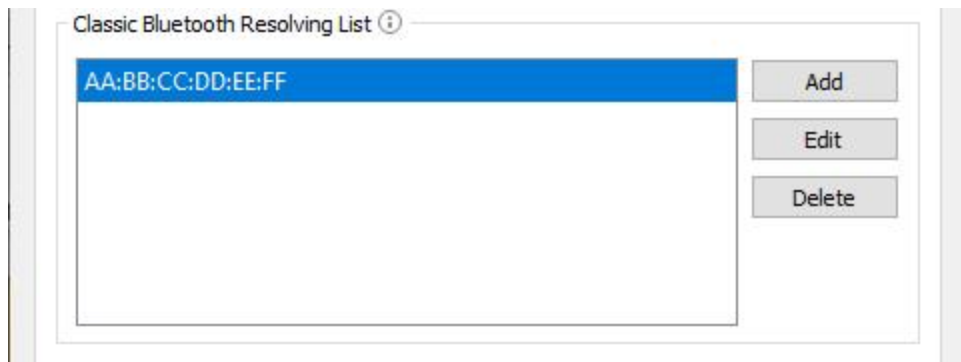 Classic Bluetooth Resolving List
AA:BB:CC:DD:EE:FF
Add
Edit
Delete